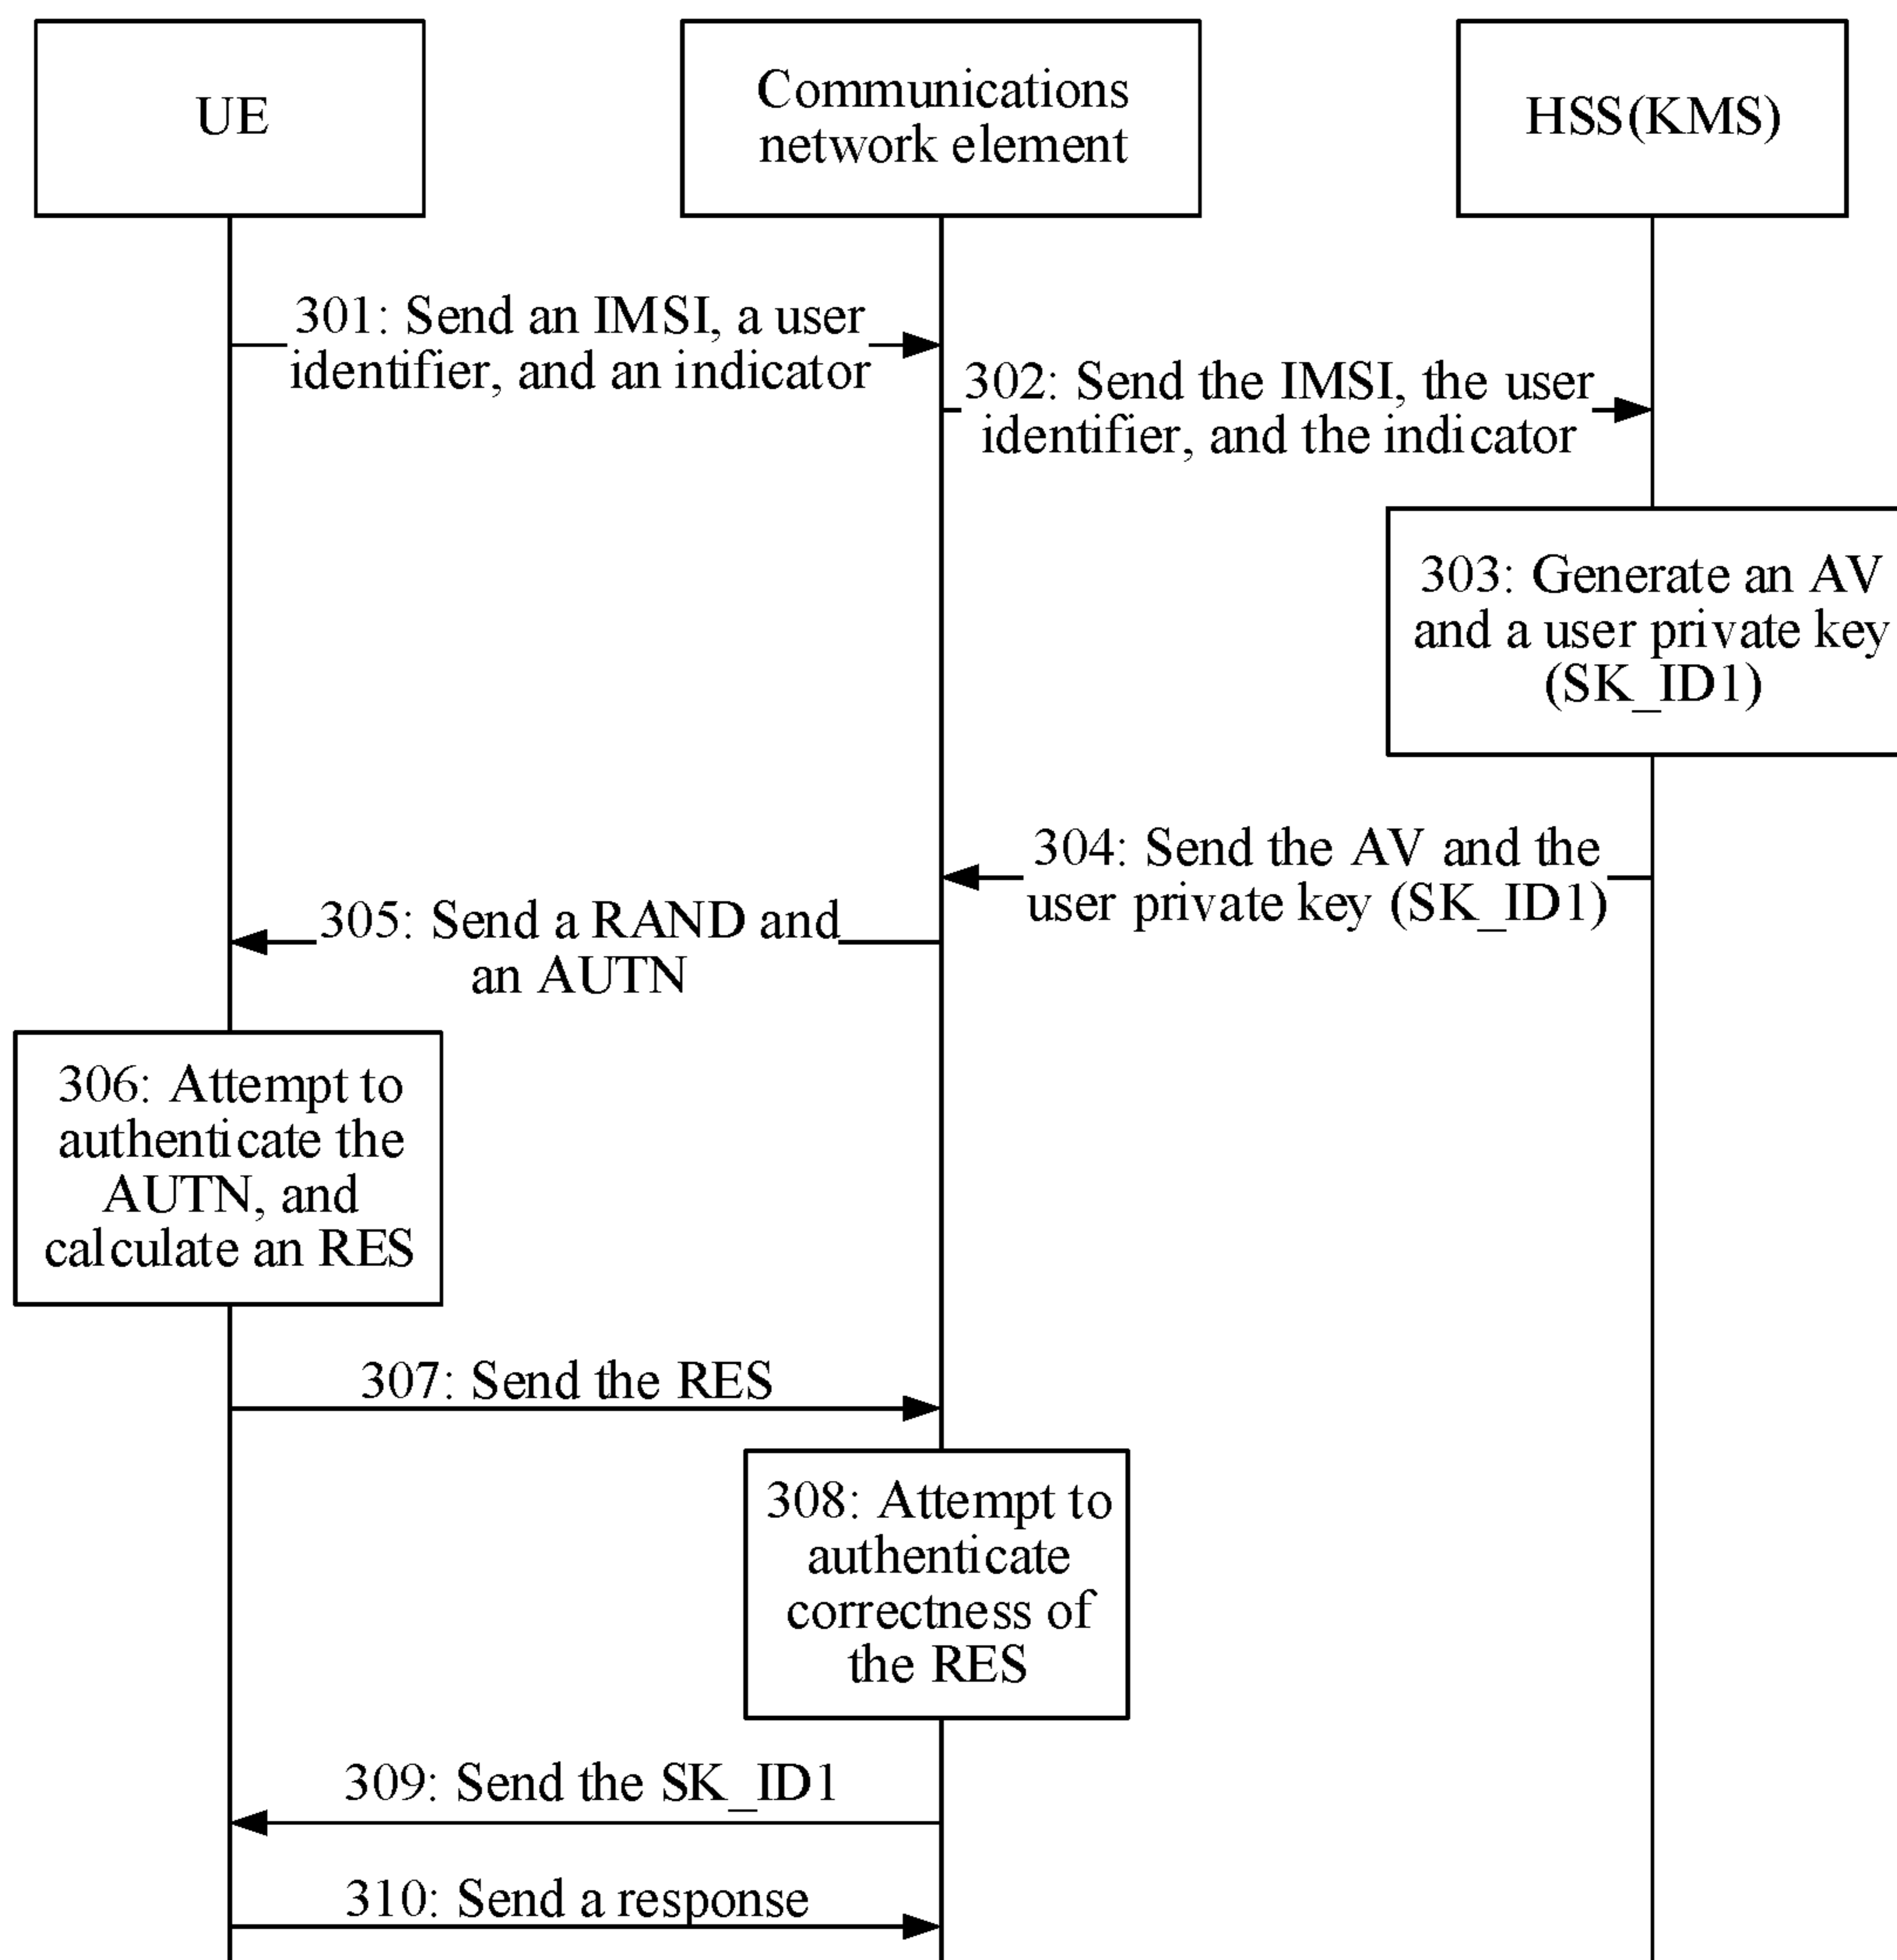 UE
Communications
network element
HSS(KMS)
301: Send an IMSI, a user
identifier, and an indicator
302: Send the IMSI, the user
identifier, and the indicator
303: Generate an AV
and a user private key
(SK_ID1)
304: Send the AV and the
user private key (SK_ID1)
305: Send a RAND and
an AUTN
306: Attempt to
authenticate the
AUTN, and
calculate an RES
307: Send the RES
308: Attempt to
authenticate
correctness of
the RES
309: Send the SK_ID1
310: Send a response